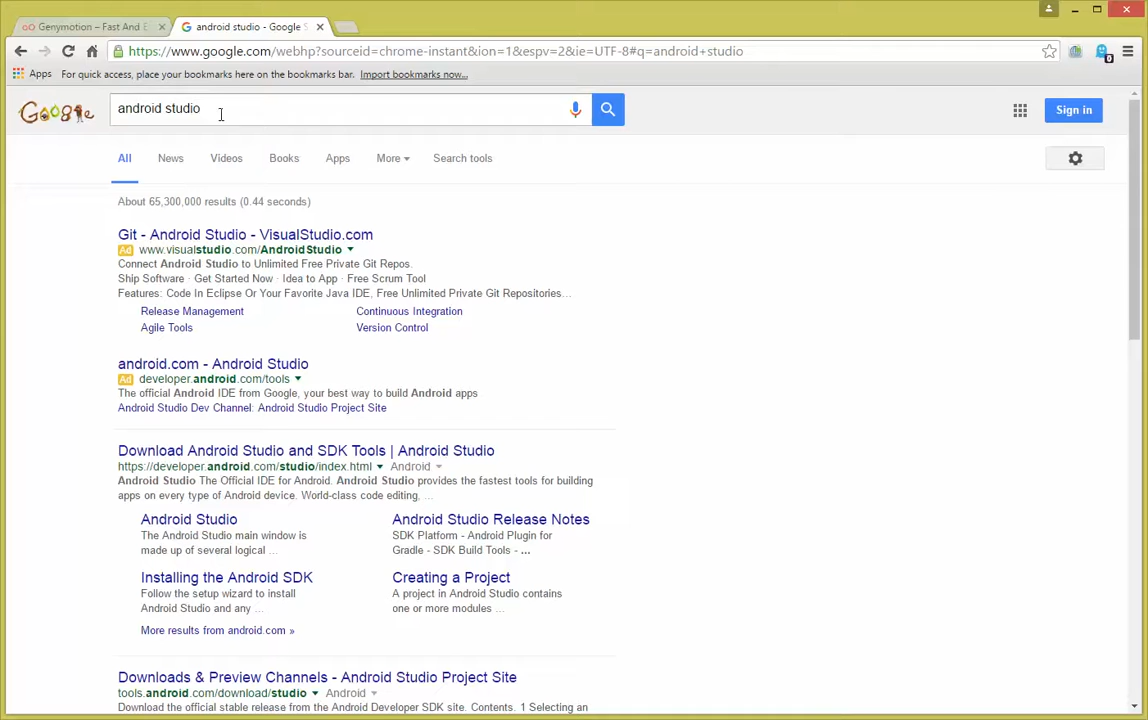 Genymotion – Fast And E
android studio - Google S
https://www.google.com/webhp?sourceid=chrome-instant&ion=1&espv=2&ie=UTF-8#q=android+studio
0
Apps For quick access, place your bookmarks here on the bookmarks bar. Import bookmarks now...
Google
android studio
Sign in
All News Videos Books Apps More Search tools
About 65,300,000 results (0.44 seconds)
Git - Android Studio - VisualStudio.com
Ad www.visualstudio.com/AndroidStudio
Connect Android Studio to Unlimited Free Private Git Repos.
Ship Software · Get Started Now · Idea to App · Free Scrum Tool
Features: Code In Eclipse Or Your Favorite Java IDE, Free Unlimited Private Git Repositories…
Release Management Continuous Integration
Agile Tools Version Control
android.com - Android Studio
Ad developer.android.com/tools
The official Android IDE from Google, your best way to build Android apps
Android Studio Dev Channel: Android Studio Project Site
Download Android Studio and SDK Tools | Android Studio
https://developer.android.com/studio/index.html Android
Android Studio The Official IDE for Android. Android Studio provides the fastest tools for building
apps on every type of Android device. World-class code editing, ...
Android Studio
The Android Studio main window is
made up of several logical ...
Android Studio Release Notes
SDK Platform - Android Plugin for
Gradle - SDK Build Tools - ...
Installing the Android SDK
Follow the setup wizard to install
Android Studio and any ...
Creating a Project
A project in Android Studio contains
one or more modules ...
More results from android.com »
Downloads & Preview Channels - Android Studio Project Site
tools.android.com/download/studio Android
Download the official stable release from the Android Developer SDK site. Contents. 1 Selecting an